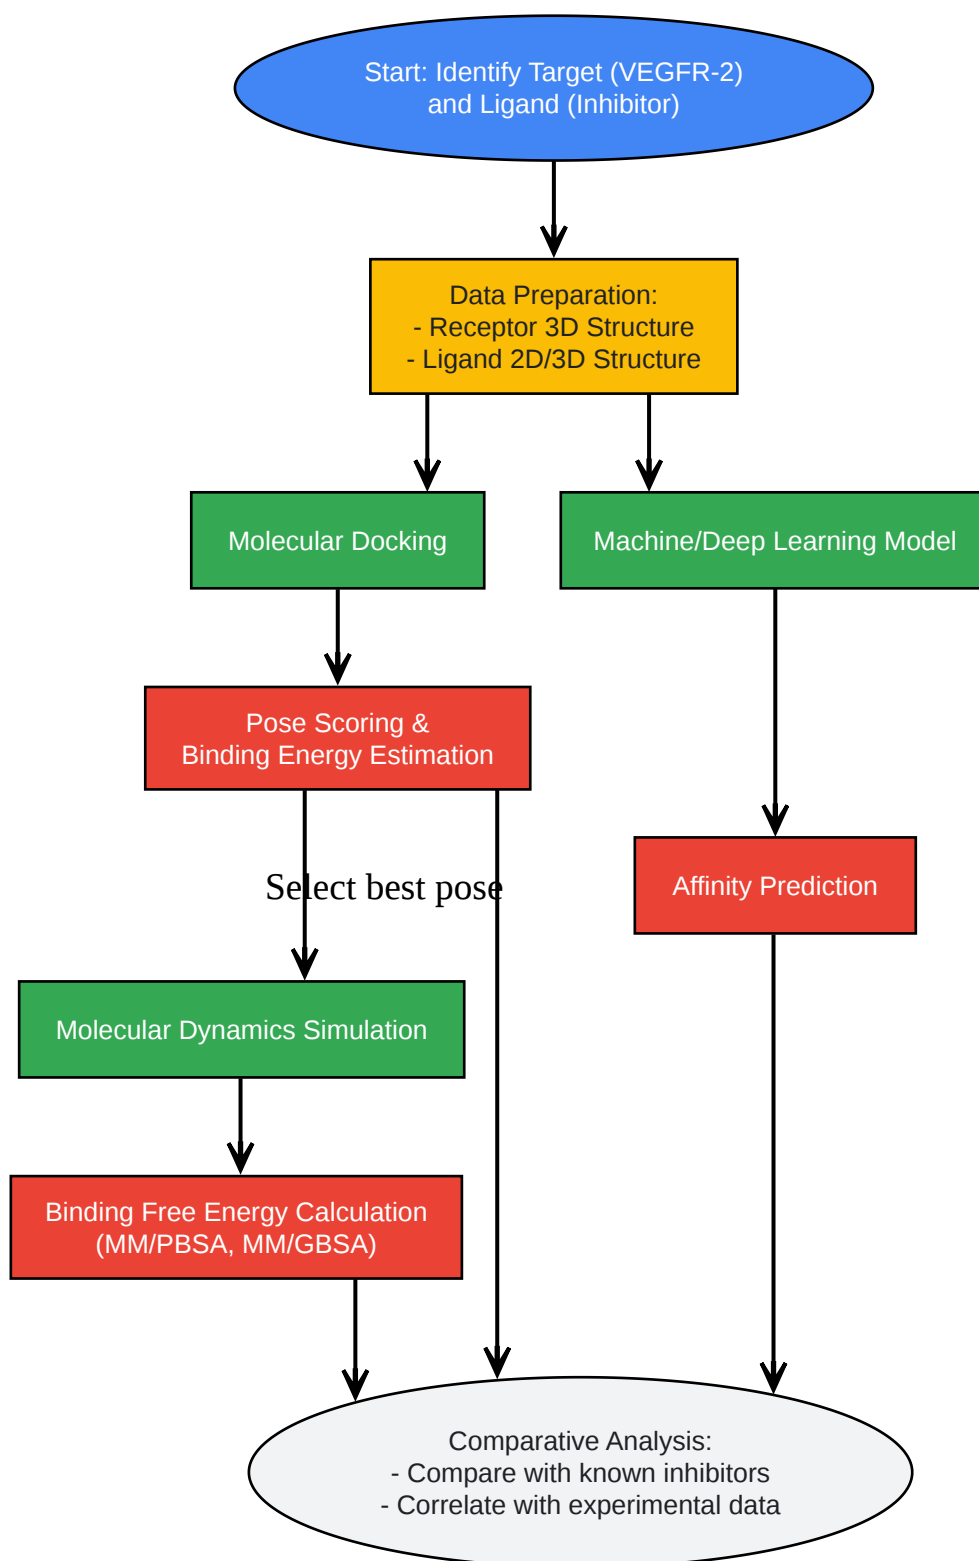 Start: Identify Target (VEGFR-2)
and Ligand (Inhibitor)
Data Preparation:
- Receptor 3D Structure
- Ligand 2D/3D Structure
Molecular Docking
Machine/Deep Learning Model
Pose Scoring &
Binding Energy Estimation
Select best pose
Affinity Prediction
Molecular Dynamics Simulation
Binding Free Energy Calculation
(MM/PBSA, MM/GBSA)
Comparative Analysis:
- Compare with known inhibitors
- Correlate with experimental data